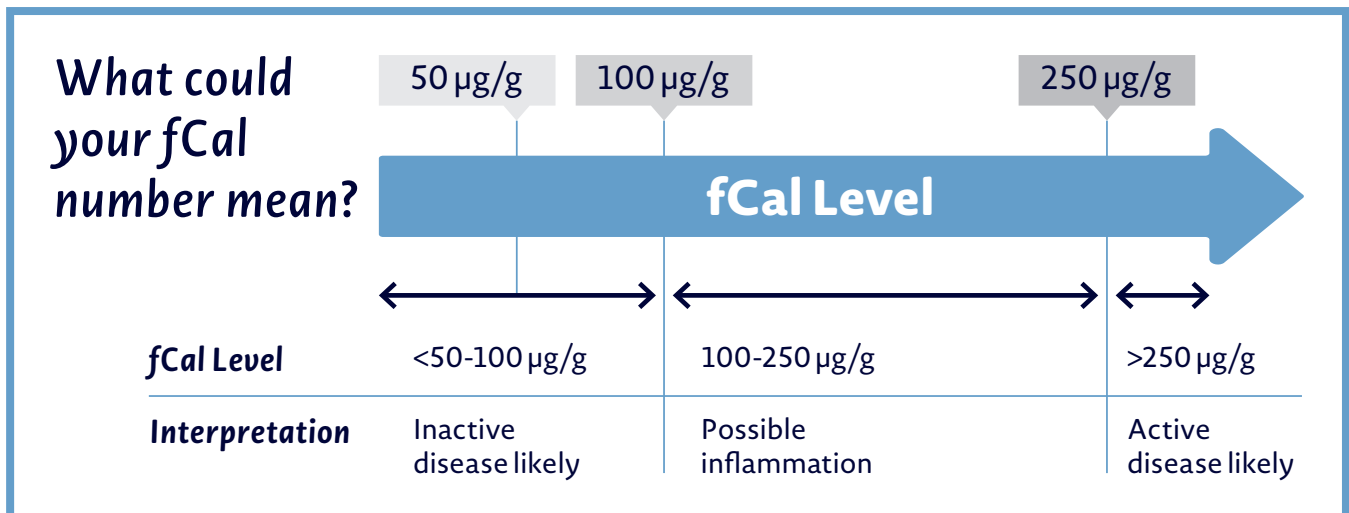 What could
your fCal
number mean?
50 µg/g
100 µg/g
250 µg/g
fCal Level
fCal Level
<50-100 µg/g
100-250 µg/g
>250 µg/g
Interpretation
Inactive
disease likely
Possible
inflammation
Active
disease likely